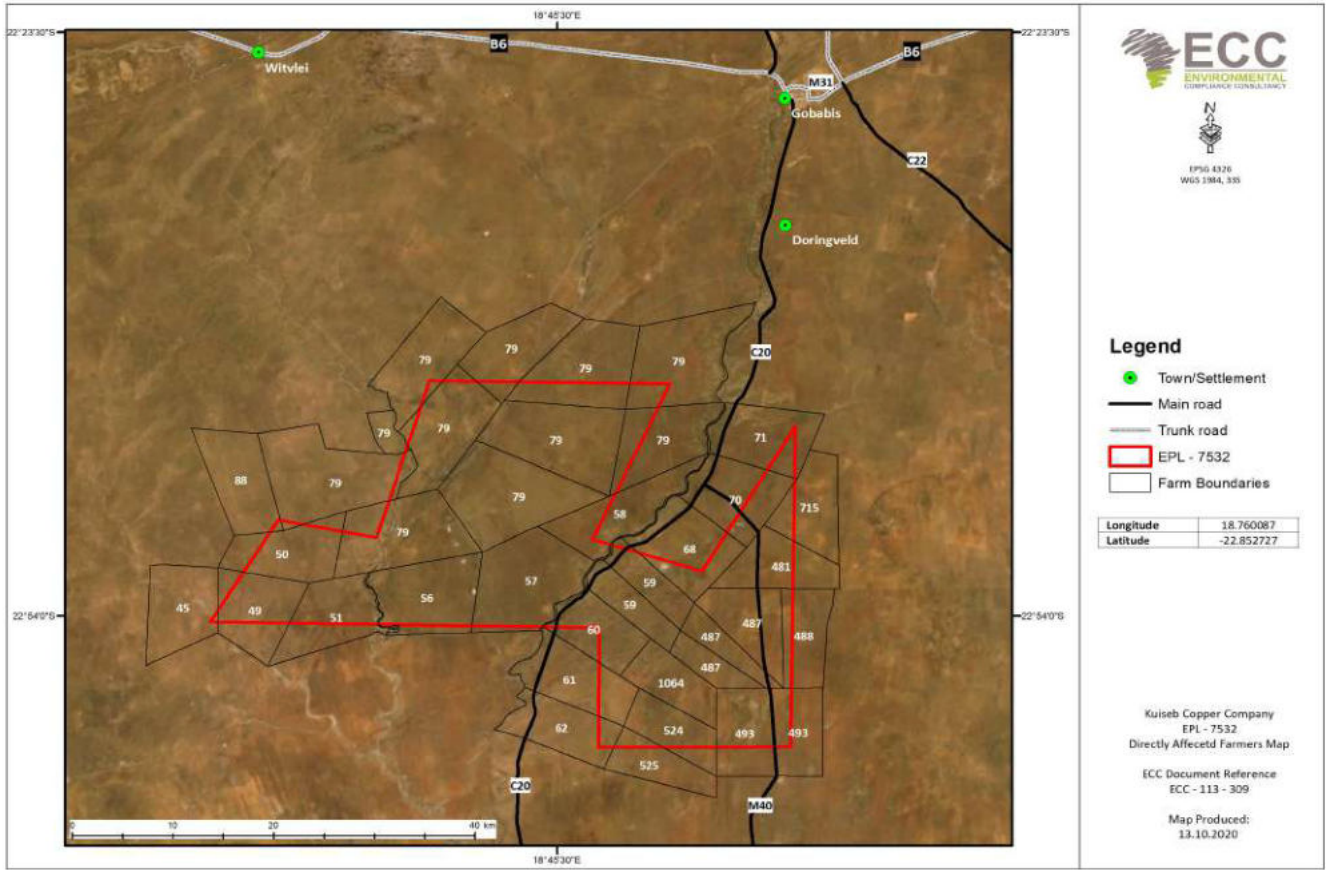 18°45'30"E
22°23'30"S
22°23'30"S
B6
B6
Witvlei
M31
Gobabis
C22
Doringveld
C20
79
79
79
79
79
79
79
79
71
88
79
79
70
715
58
50
79
68
481
57
59
56
59
45
49
51
487
487
488
60
22°54'0"S
22°54'0"S
487
61
1064
62
524
493
493
525
C20
M40
0
10
20
40 km
18°45'30"E
ECC
ENVIRONMENTAL
COMPLIANCE CONSULTANCY
N
EPSG 4326
WGS 1984, 33S
Legend
Town/Settlement
Main road
Trunk road
EPL - 7532
Farm Boundaries
Longitude 18.760087
Latitude -22.852727
Kuiseb Copper Company
EPL - 7532
Directly Affecetd Farmers Map
ECC Document Reference
ECC - 113 - 309
Map Produced:
13.10.2020